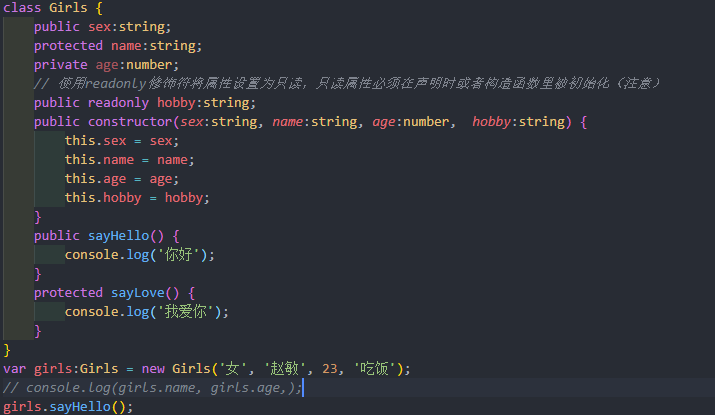 class Girls {
    public sex:string;
    protected name:string;
    private age:number;
    // 使用readonly修饰符将属性设置为只读，只读属性必须在声明时或者构造函数里被初始化（注意）
    public readonly hobby:string;
    public constructor(sex:string, name:string, age:number,  hobby:string) {
        this.sex = sex;
        this.name = name;
        this.age = age;
        this.hobby = hobby;
    }
    public sayHello() {
        console.log('你好');
    }
    protected sayLove() {
        console.log('我爱你');
    }
}
var girls:Girls = new Girls('女', '赵敏', 23, '吃饭');
// console.log(girls.name, girls.age,);
girls.sayHello();